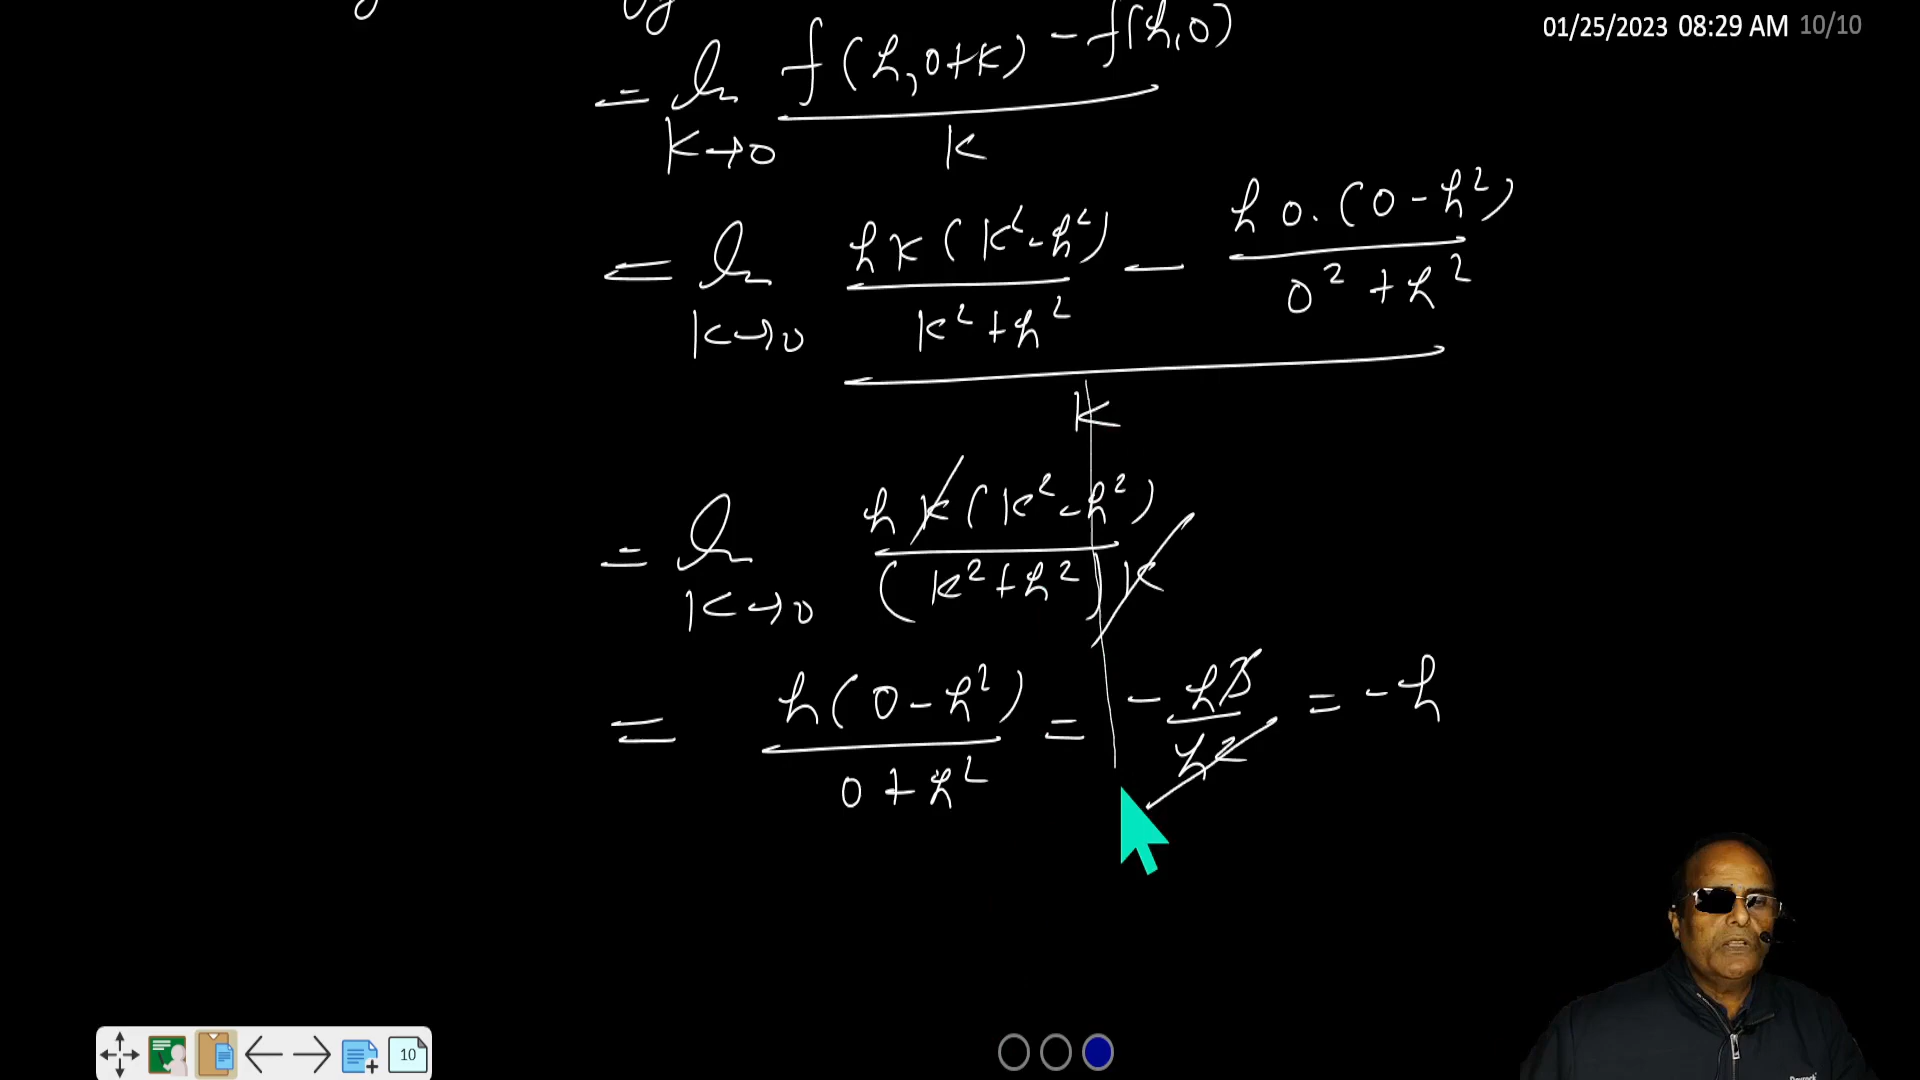 01/25/2023 08:29 AM 10/10
= lim k→0 (f(h, 0+k) - f(h, 0)) / k
= lim k→0 (hk(k² - h²) / (k² + h²) - h0.(0 - h²) / (0² + h²)) / k
= lim k→0 hk(k² - h²) / (k² + h²)k
= h(0 - h²) / (0 + h²) = -h3 / h2 = -h
10